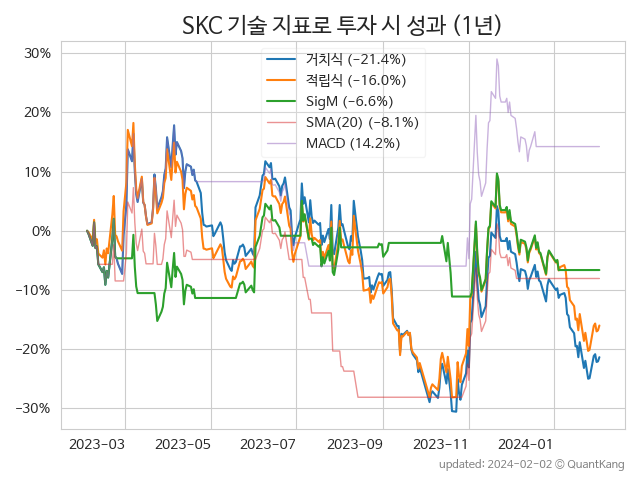 SKC 기술 지표로 투자 시 성과 (1년)
30%
20%
10%
0%
−10%
−20%
−30%
거치식 (−21.4%)
적립식 (−16.0%)
SigM (−6.6%)
SMA(20) (−8.1%)
MACD (14.2%)
2023−03
2023−05
2023−07
2023−09
2023−11
2024−01
updated: 2024−02−02 © QuantKang